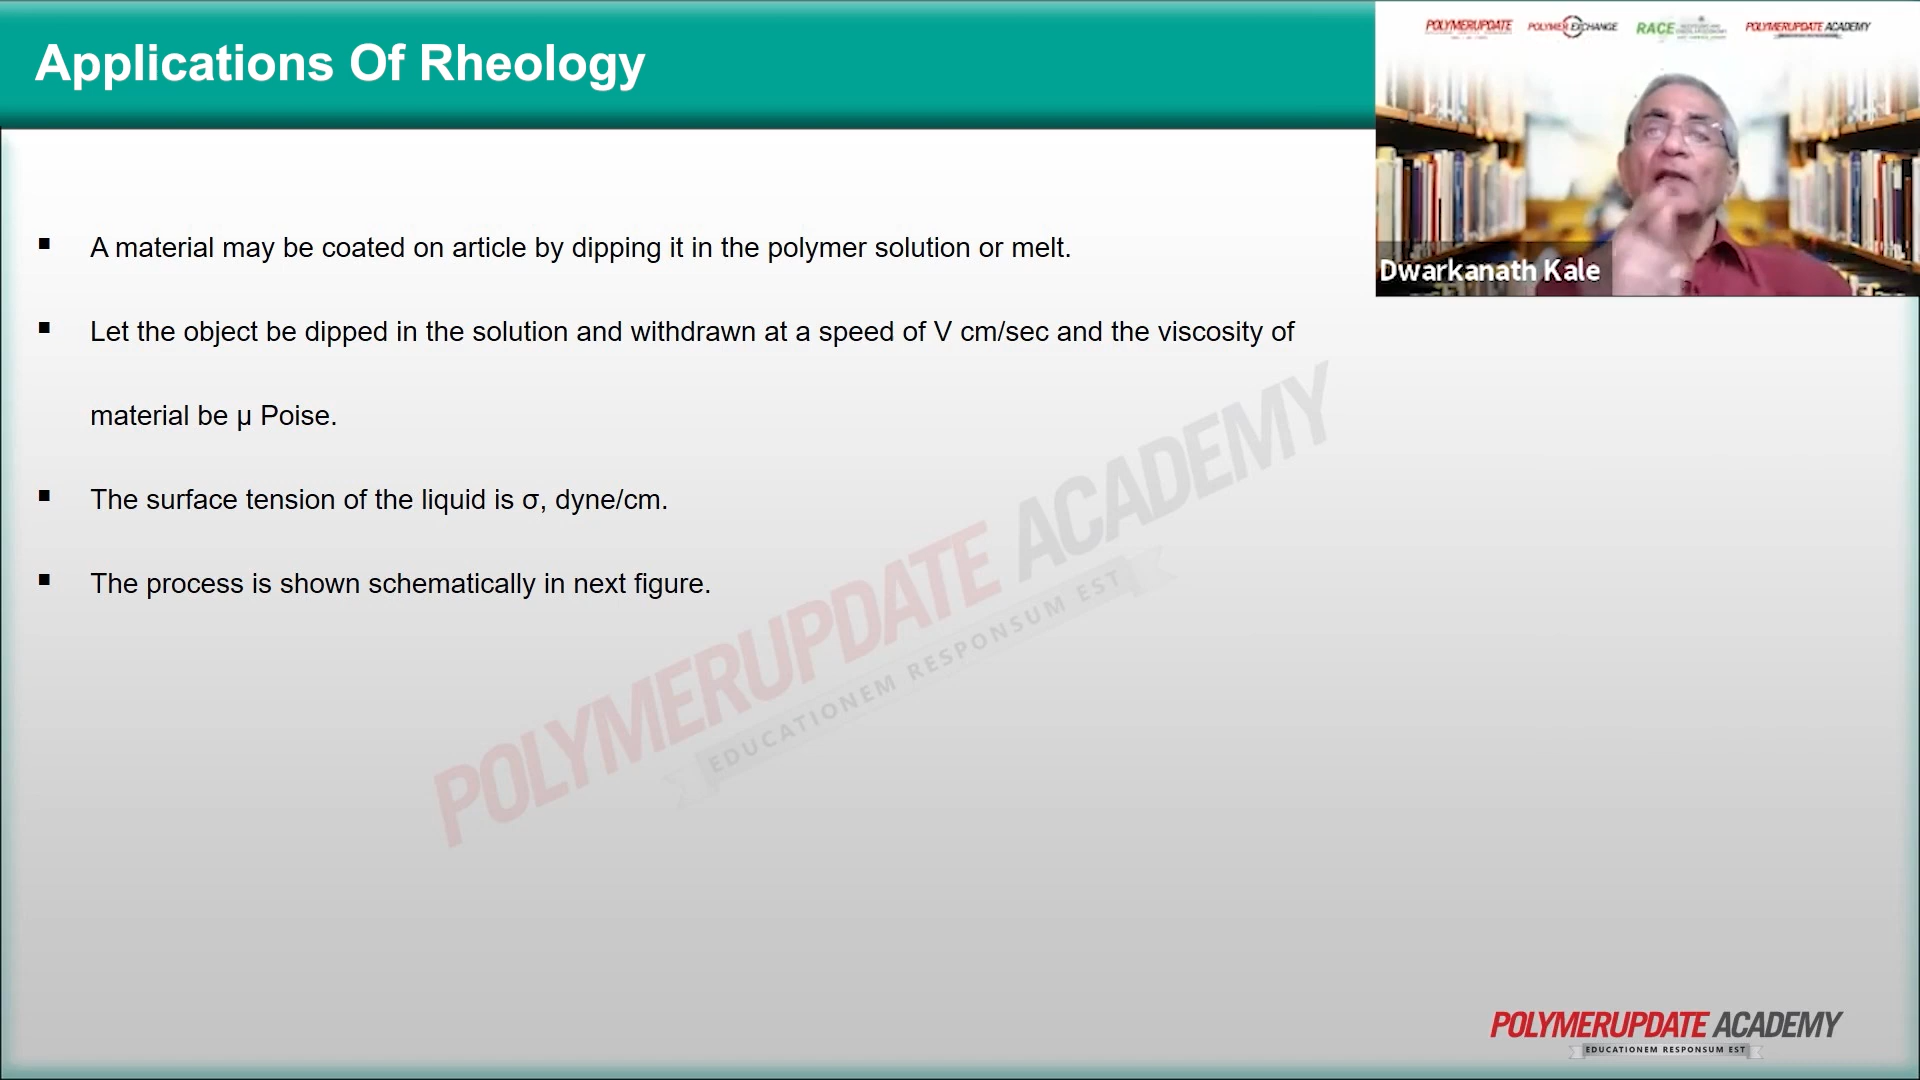 Applications Of Rheology
POLYMERUPDATE
POLYMER EXCHANGE
RACE
POLYMERUPDATE ACADEMY
Dwarkanath Kale
▪ A material may be coated on article by dipping it in the polymer solution or melt.
▪ Let the object be dipped in the solution and withdrawn at a speed of V cm/sec and the viscosity of
material be μ Poise.
▪ The surface tension of the liquid is σ, dyne/cm.
▪ The process is shown schematically in next figure.
POLYMERUPDATE ACADEMY
EDUCATIONEM RESPONSUM EST
POLYMERUPDATE ACADEMY
EDUCATIONEM RESPONSUM EST